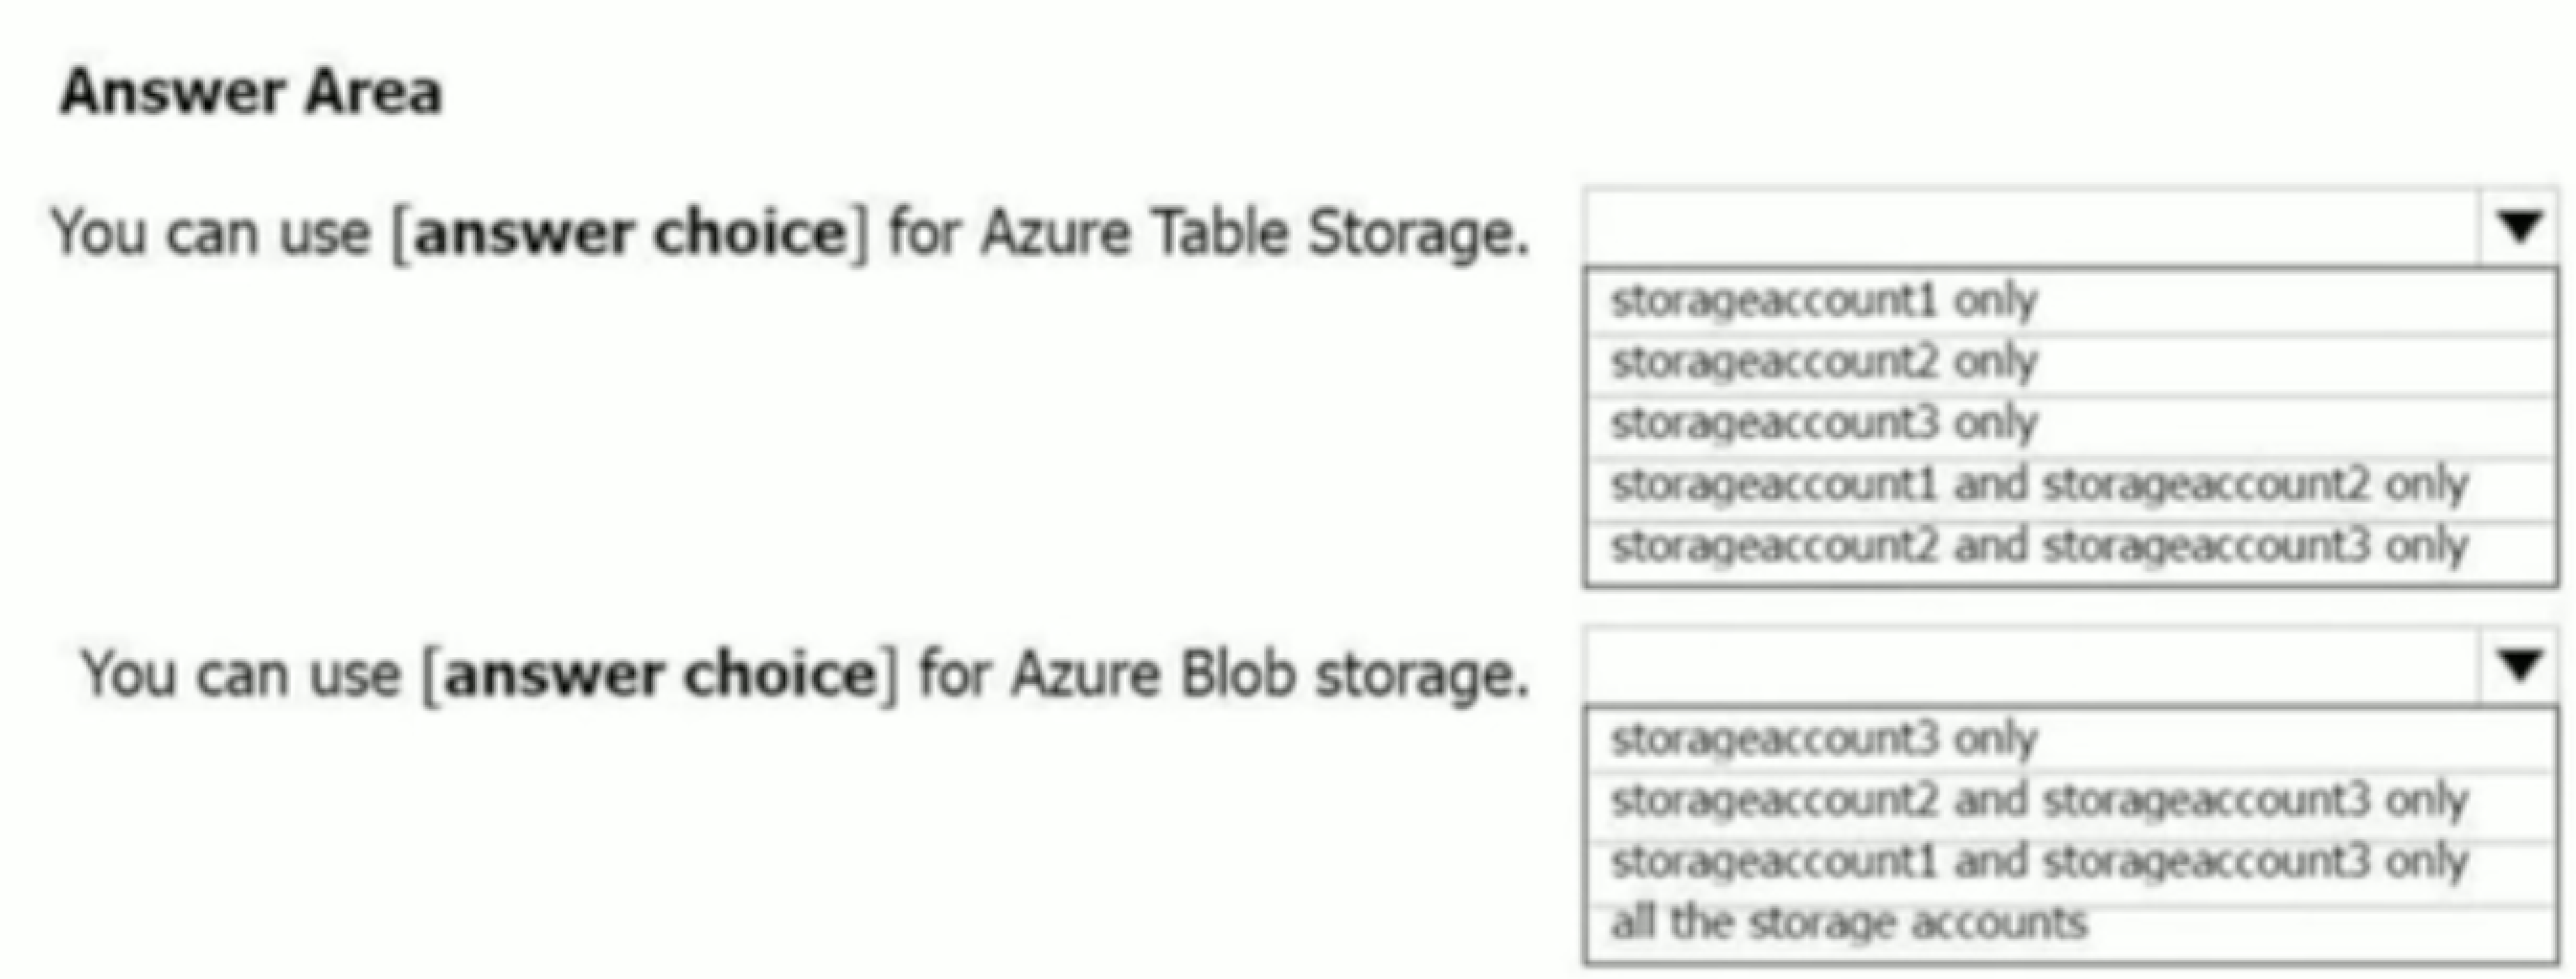 Answer Area
You can use [answer choice] for Azure Table Storage.
storageaccount1 only
storageaccount2 only
storageaccount3 only
storageaccount1 and storageaccount2 only
storageaccount2 and storageaccount3 only
You can use [answer choice] for Azure Blob storage.
storageaccount3 only
storageaccount2 and storageaccount3 only
storageaccount1 and storageaccount3 only
all the storage accounts